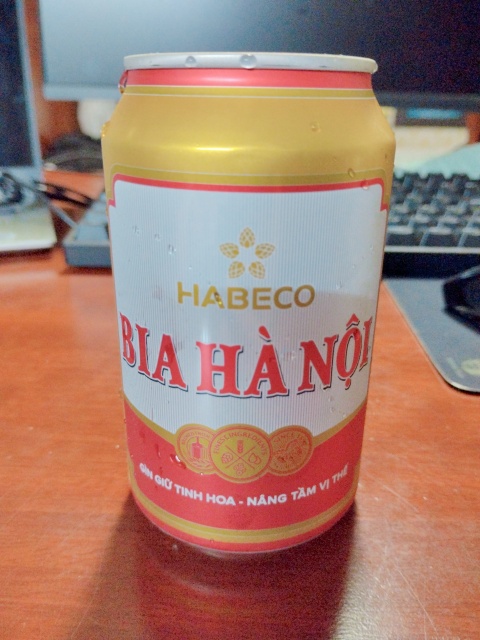 HABECO
BIA HÀ NỘI
GÌN GIỮ TINH HOA - NÂNG TẦM VỊ THẾ